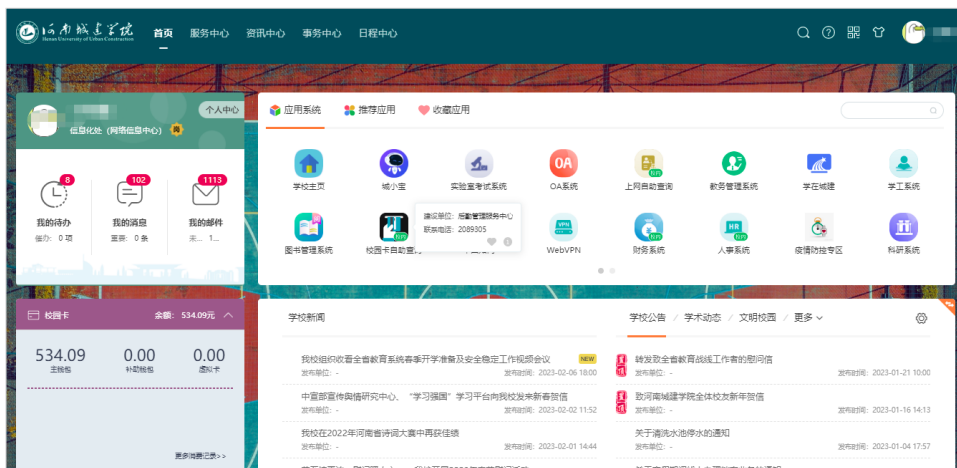 河南城建学院 首页 服务中心 资讯中心 事务中心 日程中心
Henan University of Urban Construction
个人中心
信息化处 (网络信息中心)
应用系统 推荐应用 收藏应用
学校主页 城小宝 实验室考试系统 OA系统 上网自助查询 教务管理系统 学在城建 学工系统
8 102 1113
我的待办 我的消息 我的邮件
催办: 0 项 重要: 0 条 未... 1...
建设单位: 后勤管理服务中心
联系电话: 2089305
图书管理系统 校园卡自助查 WebVPN 财务系统 人事系统 疫情防控专区 科研系统
校园卡 余额: 534.09元
534.09 0.00 0.00
主钱包 补助钱包 虚拟卡
更多消费记录>>
学校新闻
我校组织收看全省教育系统春季开学准备及安全稳定工作视频会议 NEW
发布单位: - 发布时间: 2023-02-06 18:00
中宣部宣传舆情研究中心、“学习强国”学习平台向我校发来新春贺信
发布单位: - 发布时间: 2023-02-02 11:52
我校在2022年河南省诗词大赛中再获佳绩
发布单位: - 发布时间: 2023-02-01 14:44
学校公告 / 学术动态 / 文明校园 / 更多
置顶 转发致全省教育战线工作者的慰问信
发布单位: - 发布时间: 2023-01-21 10:00
置顶 致河南城建学院全体校友新年贺信
发布单位: - 发布时间: 2023-01-16 14:13
关于清洗水池停水的通知
发布单位: - 发布时间: 2023-01-04 17:57